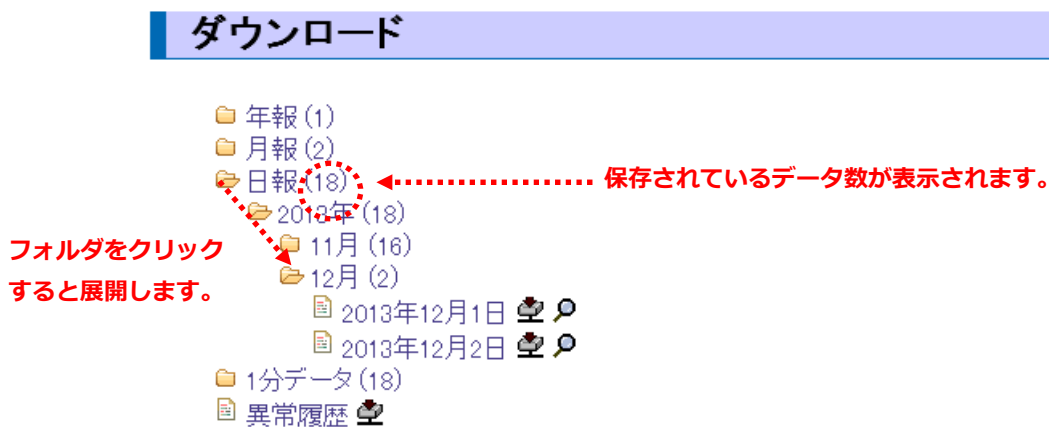 ダウンロード
年報(1)
月報(2)
日報(18)
保存されているデータ数が表示されます。
2013年(18)
フォルダをクリック
すると展開します。
11月(16)
12月(2)
2013年12月1日
2013年12月2日
1分データ(18)
異常履歴